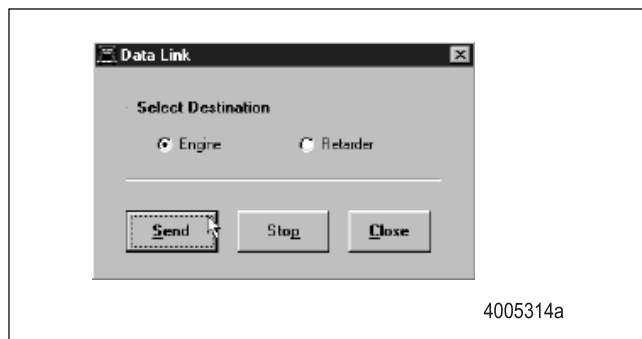 Data Link
Select Destination
Engine Retarder
Send Stop Close
4005314a